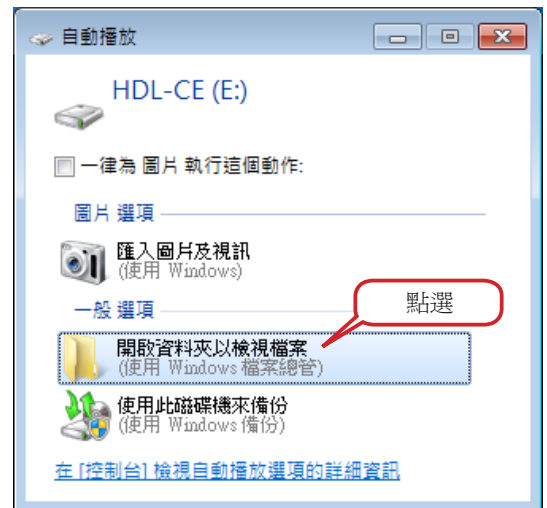 自動播放
HDL-CE (E:)
一律為 圖片 執行這個動作:
圖片 選項
匯入圖片及視訊
(使用 Windows)
一般 選項
點選
開啟資料夾以檢視檔案
(使用 Windows 檔案總管)
使用此磁碟機來備份
(使用 Windows 備份)
在 [控制台] 檢視自動播放選項的詳細資訊